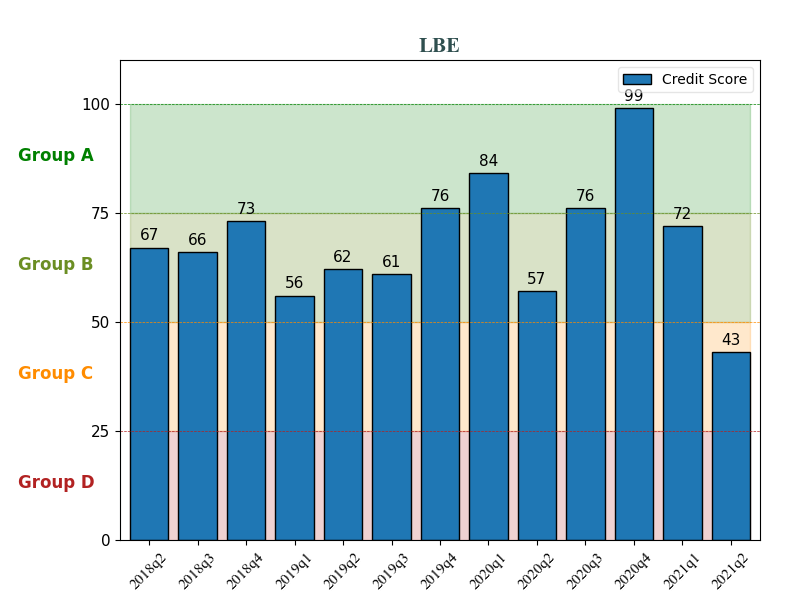 LBE
Credit Score
100
75
50
25
0
Group A
Group B
Group C
Group D
67
66
73
56
62
61
76
84
57
76
99
72
43
2018q2
2018q3
2018q4
2019q1
2019q2
2019q3
2019q4
2020q1
2020q2
2020q3
2020q4
2021q1
2021q2